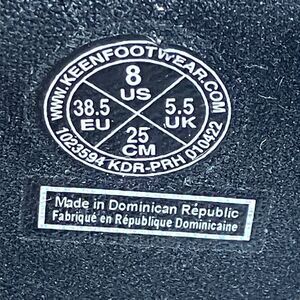 WWW.KEENFOOTWEAR.COM
8
US
38.5
EU
5.5
UK
25
CM
1023594 KDR-PRH 010422
Made in Dominican Republic
Fabriqué en République Dominicaine